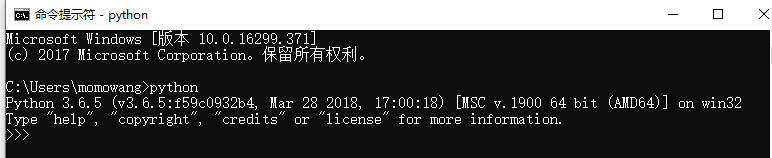 命令提示符 - python
Microsoft Windows [版本 10.0.16299.371]
(c) 2017 Microsoft Corporation。保留所有权利。
C:\Users\momowang>python
Python 3.6.5 (v3.6.5:f59c0932b4, Mar 28 2018, 17:00:18) [MSC v.1900 64 bit (AMD64)] on win32
Type "help", "copyright", "credits" or "license" for more information.
>>>